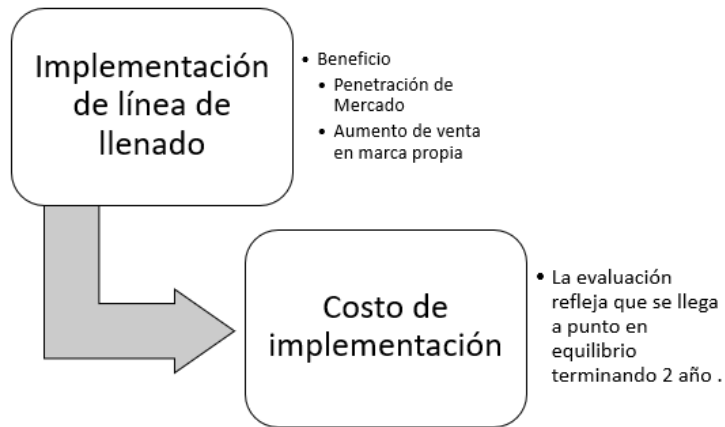 Implementación
de línea de
llenado
• Beneficio
• Penetración de
Mercado
• Aumento de venta
en marca propia
Costo de
implementación
• La evaluación
refleja que se llega
a punto en
equilibrio
terminando 2 año .